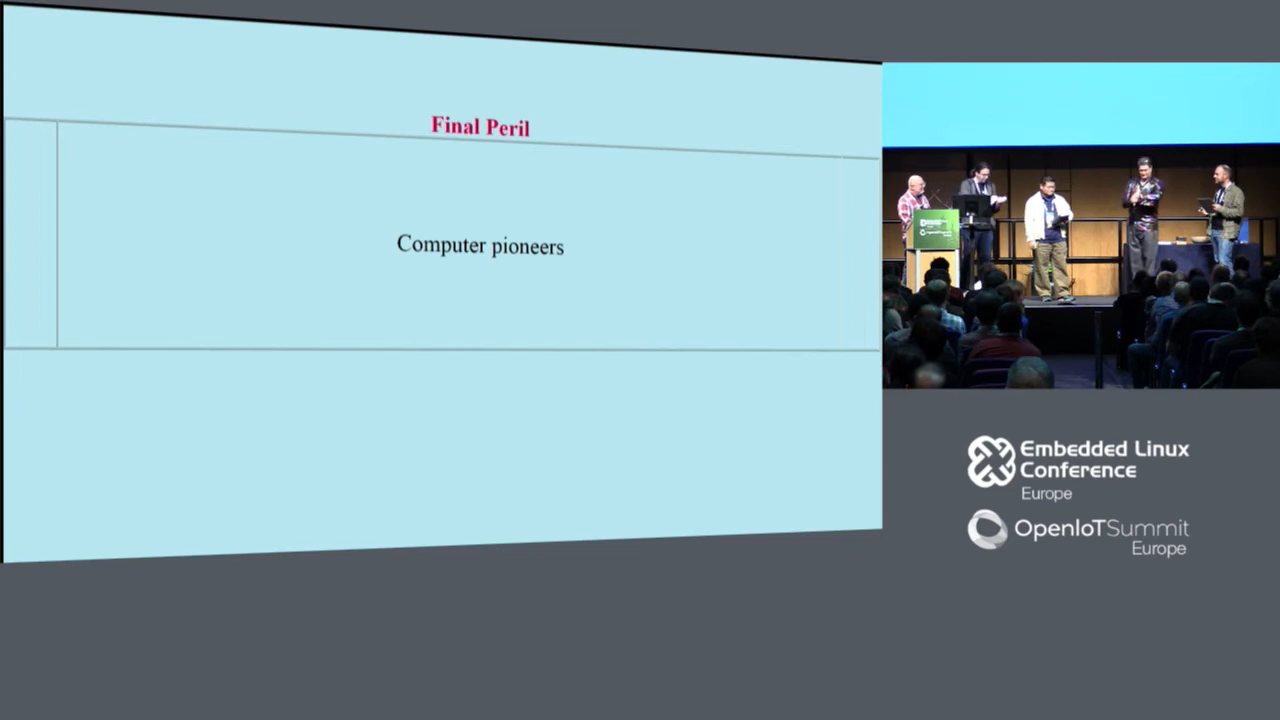 Final Peril
Computer pioneers
Embedded Linux
Conference
Europe
OpenIoTSummit
Europe